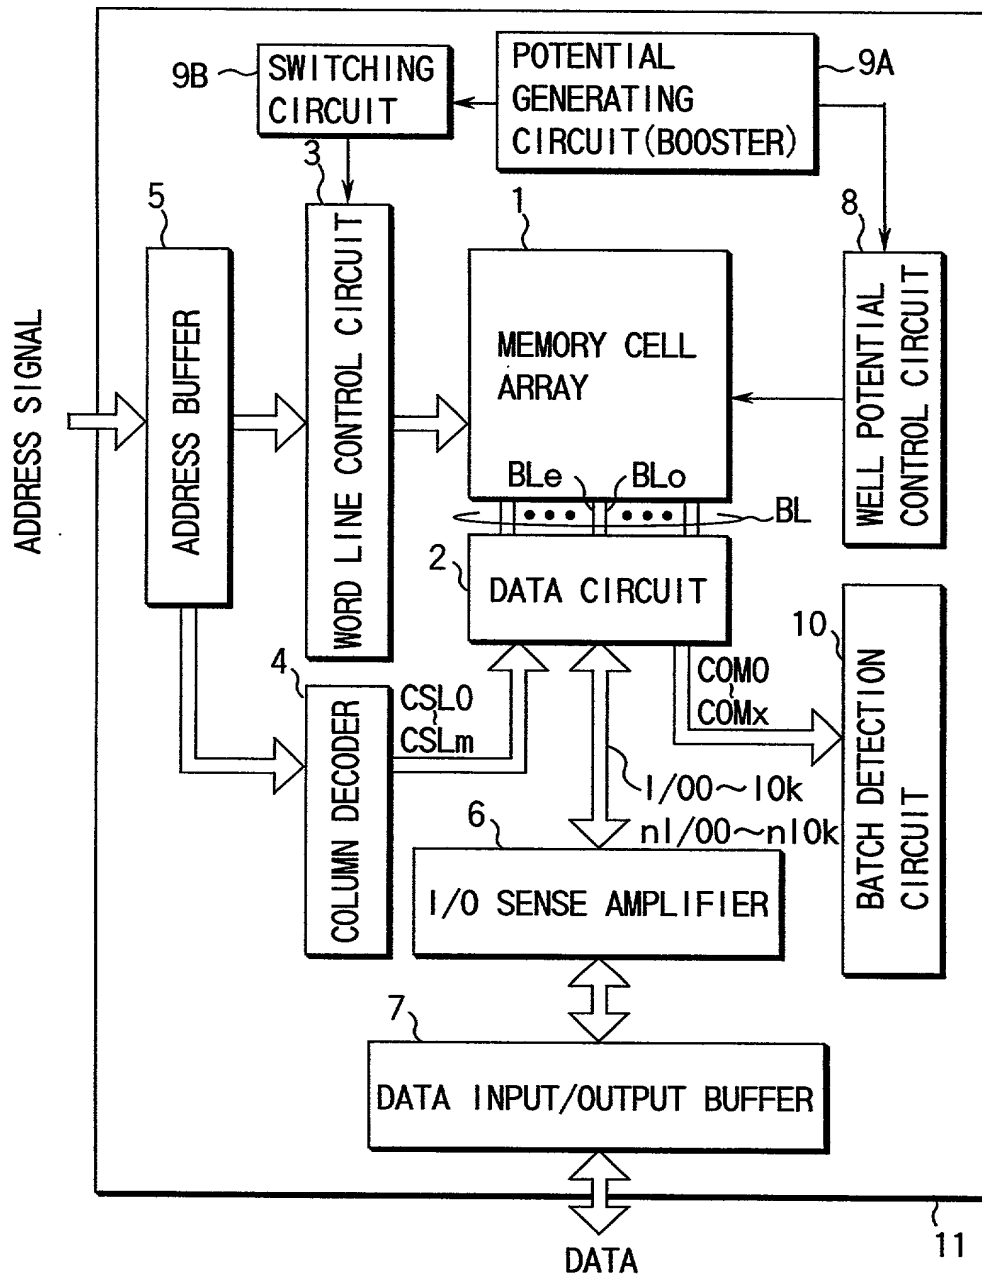 9B
SWITCHING
CIRCUIT
POTENTIAL
GENERATING
CIRCUIT(BOOSTER)
9A
3
5
1
8
ADDRESS SIGNAL
ADDRESS BUFFER
WORD LINE CONTROL CIRCUIT
MEMORY CELL
ARRAY
WELL POTENTIAL
CONTROL CIRCUIT
BLe
BLo
BL
2
DATA CIRCUIT
10
4
CSL0
~
CSLm
COM0
~
COMx
COLUMN DECODER
BATCH DETECTION
CIRCUIT
I/O0~IOk
nI/O0~nIOk
6
I/O SENSE AMPLIFIER
7
DATA INPUT/OUTPUT BUFFER
11
DATA